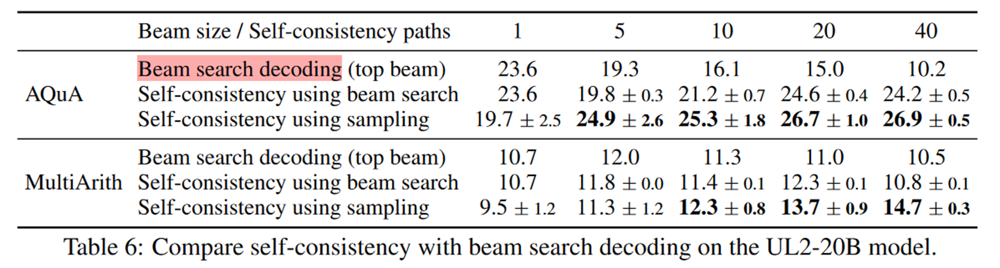 Beam size / Self-consistency paths 1 5 10 20 40
Beam search decoding (top beam) 23.6 19.3 16.1 15.0 10.2
AQuA Self-consistency using beam search 23.6 19.8 ± 0.3 21.2 ± 0.7 24.6 ± 0.4 24.2 ± 0.5
Self-consistency using sampling 19.7 ± 2.5 24.9 ± 2.6 25.3 ± 1.8 26.7 ± 1.0 26.9 ± 0.5
Beam search decoding (top beam) 10.7 12.0 11.3 11.0 10.5
MultiArith Self-consistency using beam search 10.7 11.8 ± 0.0 11.4 ± 0.1 12.3 ± 0.1 10.8 ± 0.1
Self-consistency using sampling 9.5 ± 1.2 11.3 ± 1.2 12.3 ± 0.8 13.7 ± 0.9 14.7 ± 0.3
Table 6: Compare self-consistency with beam search decoding on the UL2-20B model.